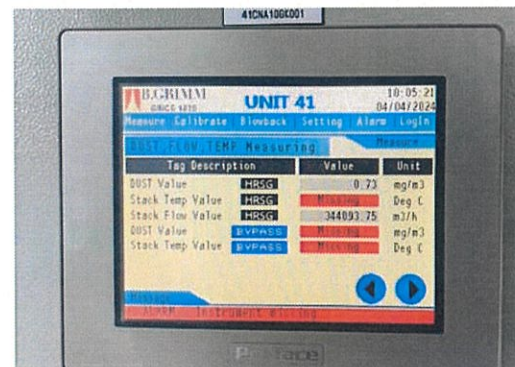 41CNA10GK001
B.GRIMM
SINCE 1878
UNIT 41
10:05:21
04/04/2024
Measure Calibrate Blowback Setting Alarm Login
DUST,FLOW,TEMP Measuring Measure
Tag Description Value Unit
DUST Value HRSG 0.73 mg/m3
Stack Temp Value HRSG Missing Deg C
Stack Flow Value HRSG 344093.75 m3/h
DUST Value BYPASS Missing mg/m3
Stack Temp Value BYPASS Missing Deg C
Message
ALARM Instrument missing
Pro-face